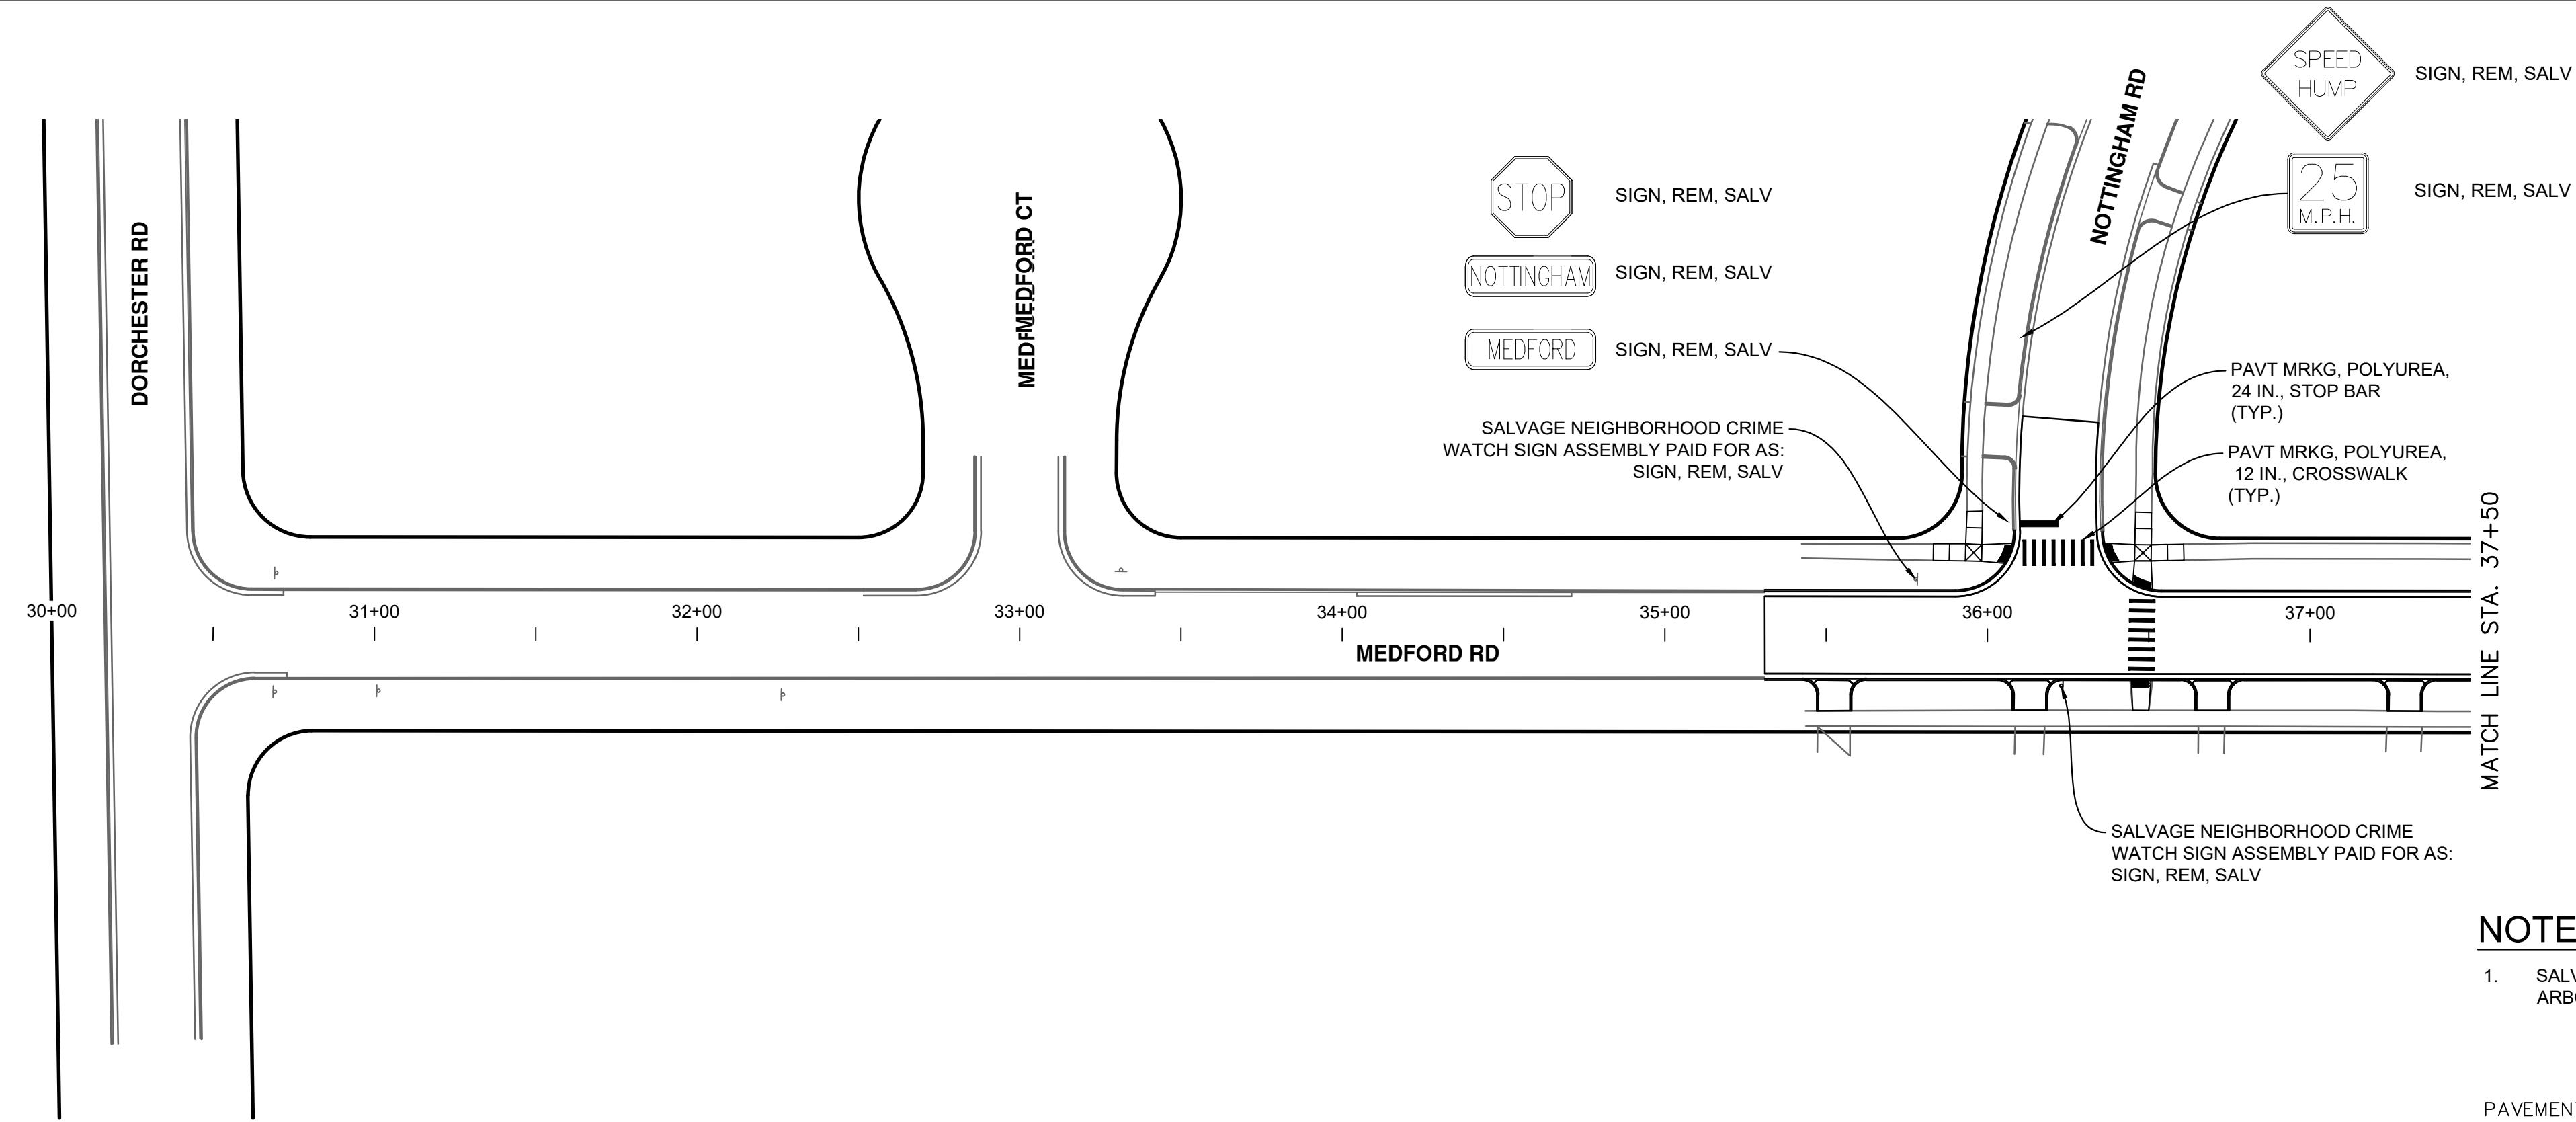 SPEED
HUMP
SIGN, REM, SALV
25
M.P.H.
SIGN, REM, SALV
STOP
SIGN, REM, SALV
NOTTINGHAM
SIGN, REM, SALV
MEDFORD
SIGN, REM, SALV
NOTTINGHAM RD
DORCHESTER RD
MEDFORD CT
PAVT MRKG, POLYUREA,
24 IN., STOP BAR
(TYP.)
SALVAGE NEIGHBORHOOD CRIME
WATCH SIGN ASSEMBLY PAID FOR AS:
SIGN, REM, SALV
PAVT MRKG, POLYUREA,
12 IN., CROSSWALK
(TYP.)
30+00
31+00
32+00
33+00
34+00
35+00
36+00
37+00
MEDFORD RD
MATCH LINE STA. 37+50
SALVAGE NEIGHBORHOOD CRIME
WATCH SIGN ASSEMBLY PAID FOR AS:
SIGN, REM, SALV
NOTE
1. SALV
ARB
PAVEMEN